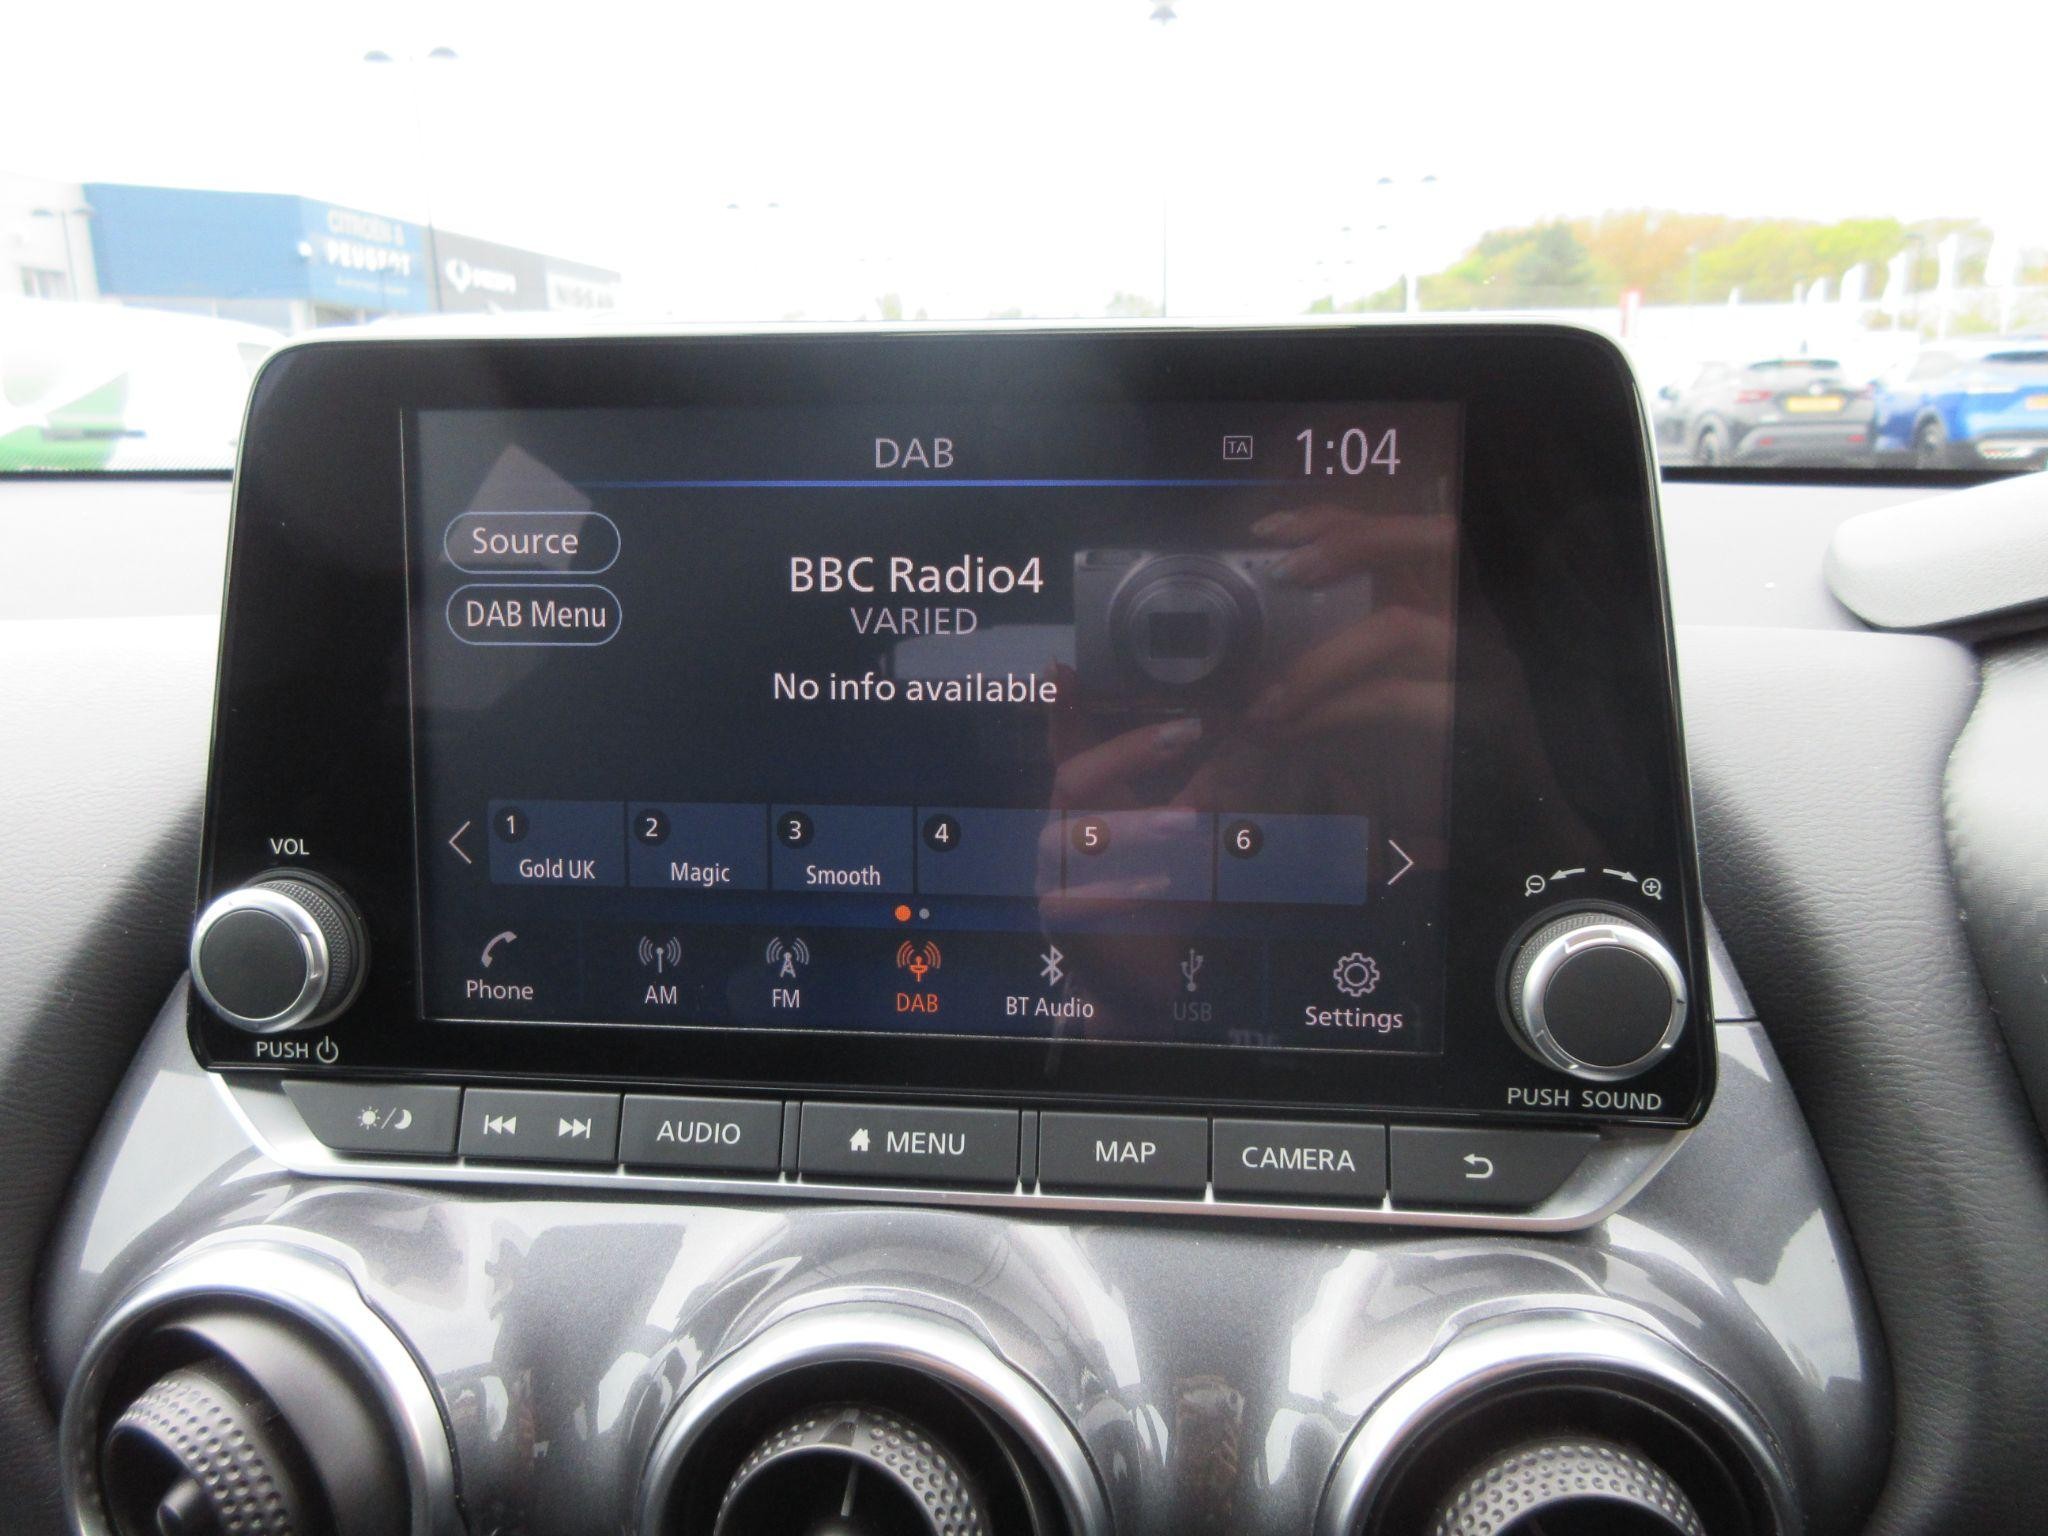 CITROËN &
PEUGEOT
NISSAN
DAB
TA
1:04
Source
DAB Menu
BBC Radio4
VARIED
No info available
1
Gold UK
2
Magic
3
Smooth
4
5
6
Phone
AM
FM
DAB
BT Audio
USB
Settings
VOL
PUSH
PUSH SOUND
AUDIO
MENU
MAP
CAMERA